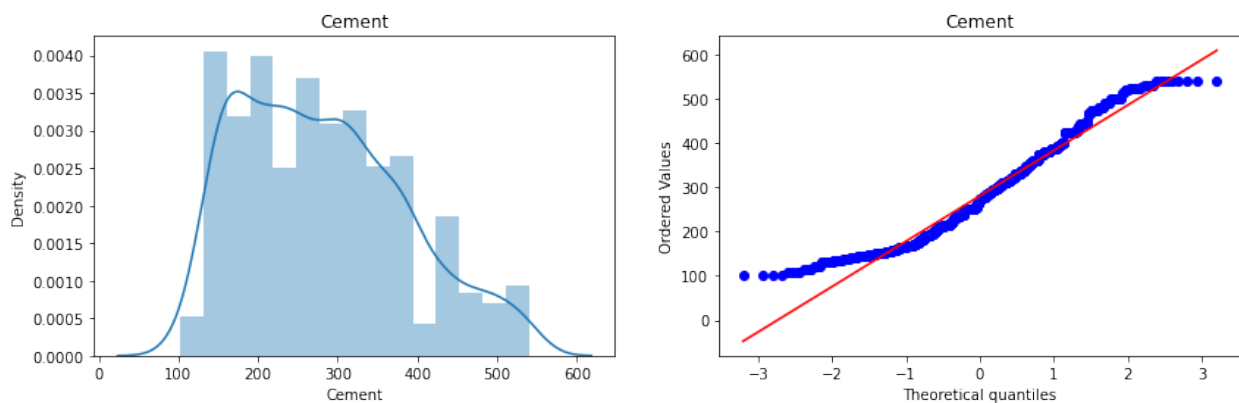 Cement
0.0040
0.0035
0.0030
0.0025
0.0020
0.0015
0.0010
0.0005
0.0000
Density
0 100 200 300 400 500 600
Cement
Cement
600
500
400
300
200
100
0
Ordered Values
−3 −2 −1 0 1 2 3
Theoretical quantiles